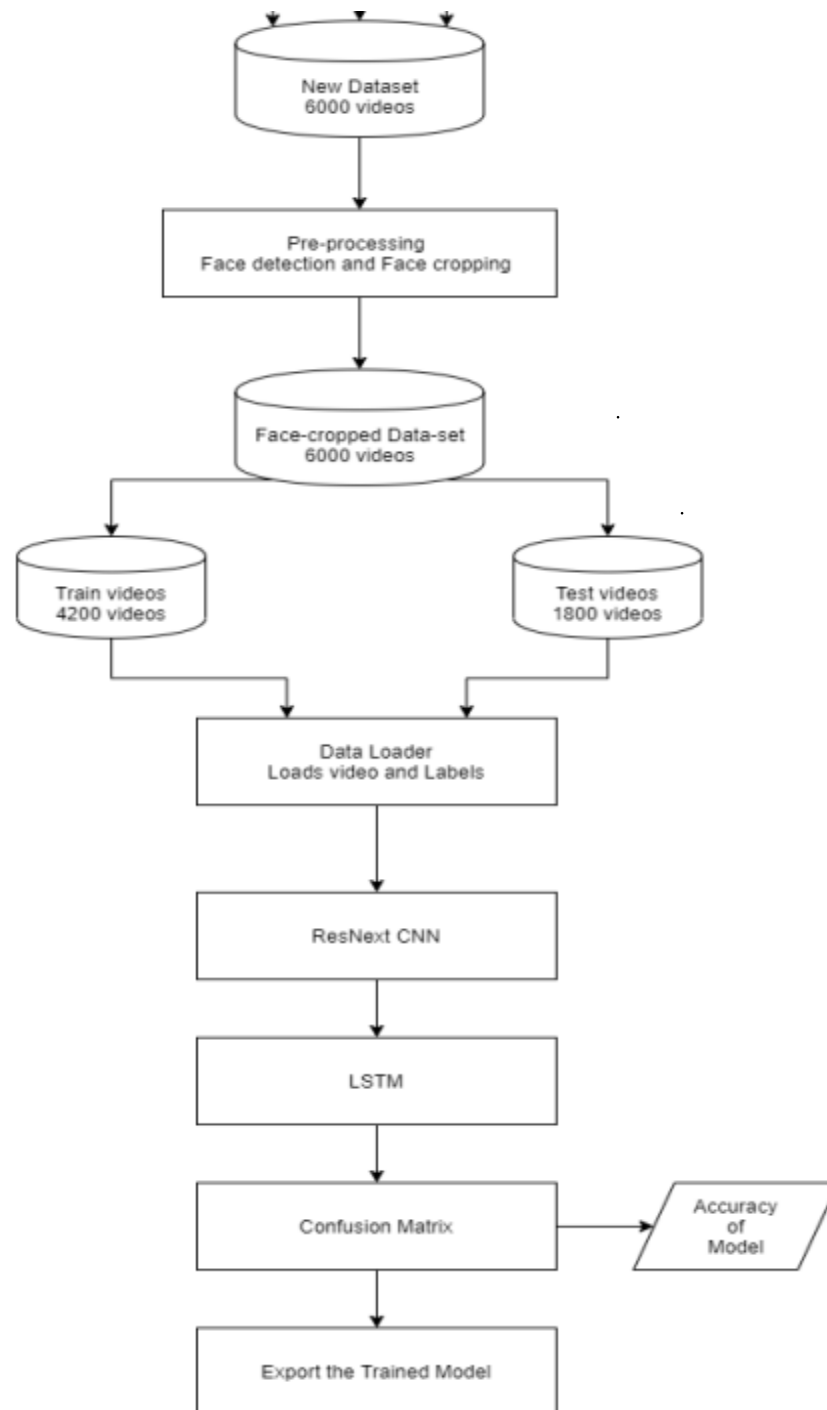 New Dataset
6000 videos
Pre-processing
Face detection and Face cropping
Face-cropped Data-set
6000 videos
Train videos
4200 videos
Test videos
1800 videos
Data Loader
Loads video and Labels
ResNext CNN
LSTM
Confusion Matrix
Accuracy
of
Model
Export the Trained Model